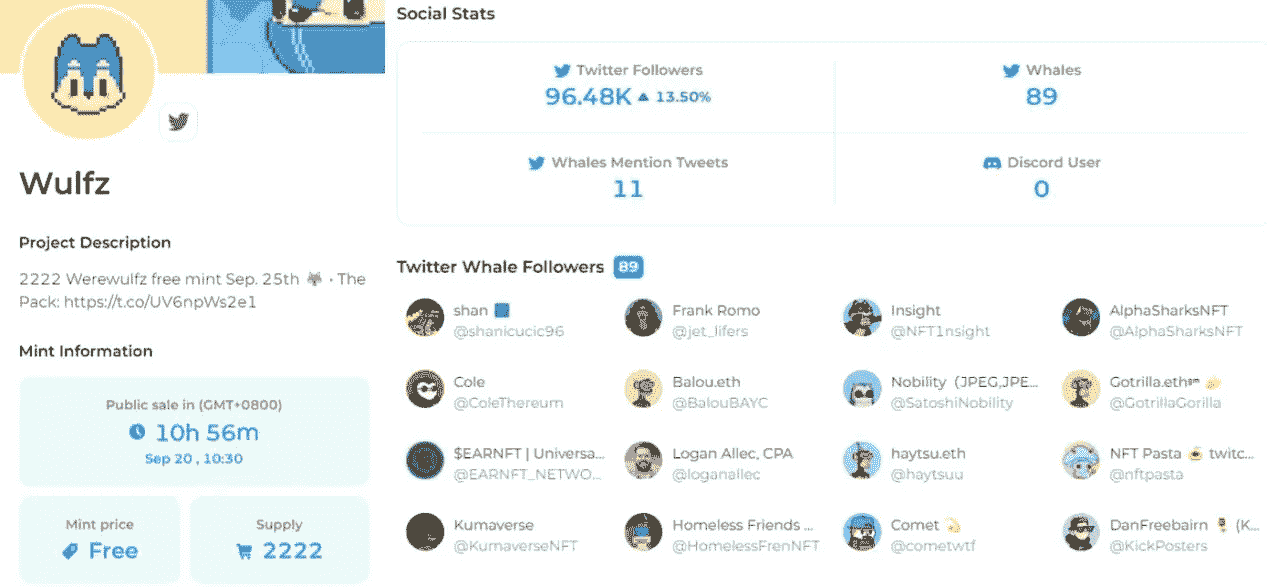 Wulfz
Project Description
2222 Werewulfz free mint Sep. 25th 🐺 • The
Pack: https://t.co/UV6npWs2e1
Mint Information
Public sale in (GMT+0800)
10h 56m
Sep 20 , 10:30
Mint price
Free
Supply
2222
Social Stats
Twitter Followers
96.48K ▲ 13.50%
Whales
89
Whales Mention Tweets
11
Discord User
0
Twitter Whale Followers 89
shan 🟦
@shanicucic96
Frank Romo
@jet_lifers
Insight
@NFT1nsight
AlphaSharksNFT
@AlphaSharksNFT
Cole
@ColeThereum
Balou.eth
@BalouBAYC
Nobility (JPEG,JPE...
@SatoshiNobility
Gotrilla.eth
@GotrillaGorilla
$EARNFT | Universa...
@EARNFT_NETWO...
Logan Allec, CPA
@loganallec
haytsu.eth
@haytsuu
NFT Pasta 🍝 twitc...
@nftpasta
Kumaverse
@KumaverseNFT
Homeless Friends ...
@HomelessFrenNFT
Comet 💫
@cometwtf
DanFreebairn (K...
@KickPosters